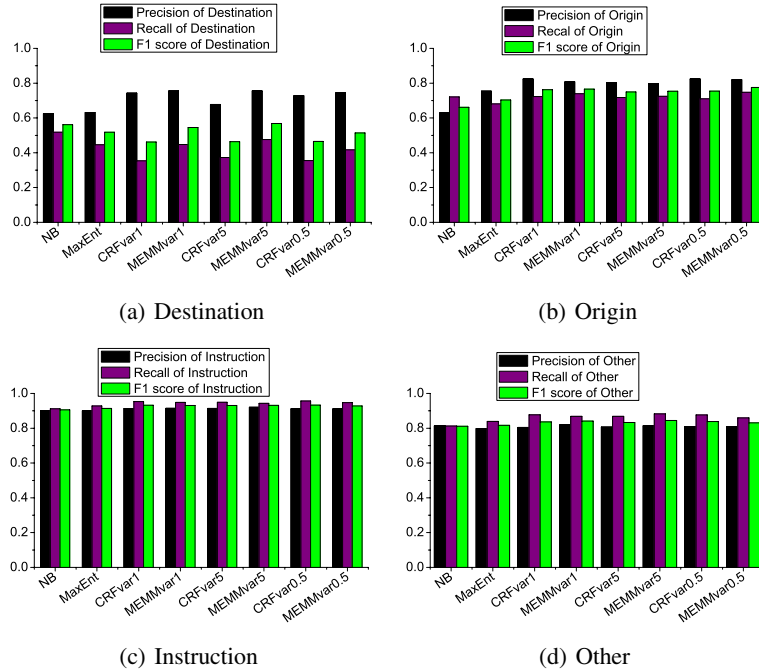 Precision of Destination
Recall of Destination
F1 score of Destination
1.0
0.8
0.6
0.4
0.2
0.0
NB
MaxEnt
CRFvar1
MEMMvar1
CRFvar5
MEMMvar5
CRFvar0.5
MEMMvar0.5
(a) Destination
Precision of Origin
Recal of Origin
F1 score of Origin
1.0
0.8
0.6
0.4
0.2
0.0
NB
MaxEnt
CRFvar1
MEMMvar1
CRFvar5
MEMMvar5
CRFvar0.5
MEMMvar0.5
(b) Origin
Precision of Instruction
Recall of Instruction
F1 score of Instruction
1.0
0.8
0.6
0.4
0.2
0.0
NB
MaxEnt
CRFvar1
MEMMvar1
CRFvar5
MEMMvar5
CRFvar0.5
MEMMvar0.5
(c) Instruction
Precision of Other
Recall of Other
F1 score of Other
1.0
0.8
0.6
0.4
0.2
0.0
NB
MaxEnt
CRFvar1
MEMMvar1
CRFvar5
MEMMvar5
CRFvar0.5
MEMMvar0.5
(d) Other